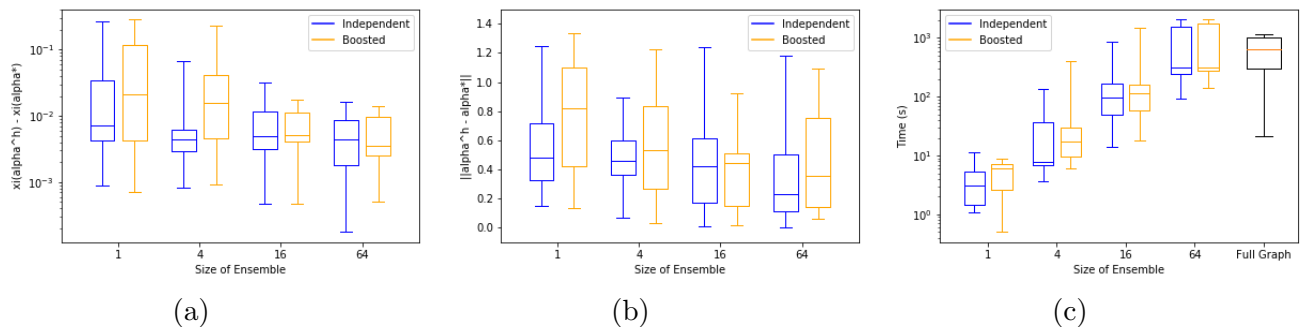 Independent
Boosted
10^-1
10^-2
10^-3
xi(alpha^h) - xi(alpha*)
1 4 16 64
Size of Ensemble
(a)
Independent
Boosted
1.4
1.2
1.0
0.8
0.6
0.4
0.2
0.0
||alpha^h - alpha*||
1 4 16 64
Size of Ensemble
(b)
Independent
Boosted
10^3
10^2
10^1
10^0
Time (s)
1 4 16 64 Full Graph
Size of Ensemble
(c)